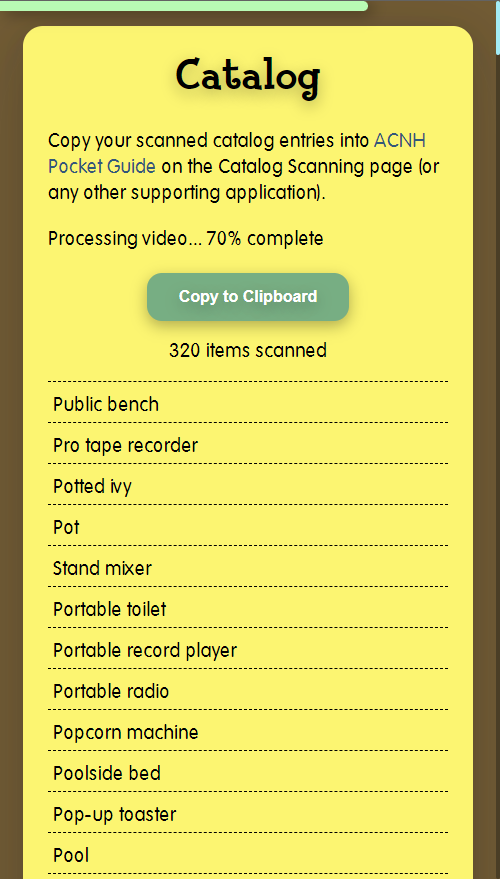 Catalog
Copy your scanned catalog entries into ACNH
Pocket Guide on the Catalog Scanning page (or
any other supporting application).
Processing video... 70% complete
Copy to Clipboard
320 items scanned
Public bench
Pro tape recorder
Potted ivy
Pot
Stand mixer
Portable toilet
Portable record player
Portable radio
Popcorn machine
Poolside bed
Pop-up toaster
Pool